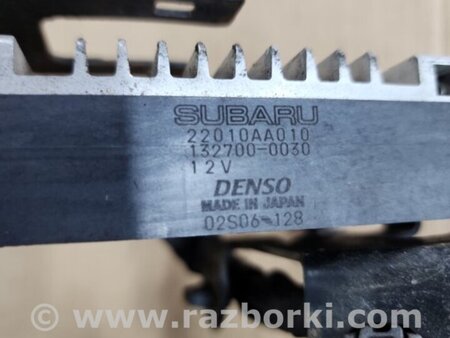 SUBARU
22010AA010
132700-0030
12V
DENSO
MADE IN JAPAN
02S06-128
© www.razborki.com